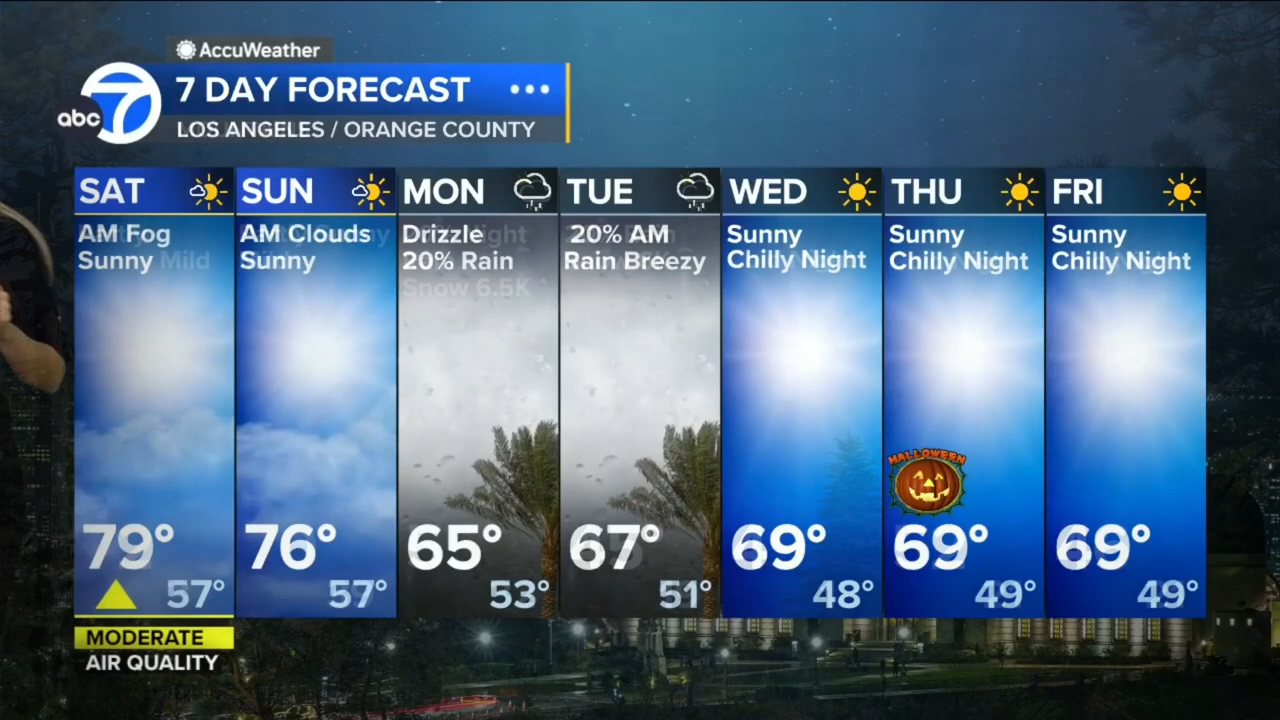 AccuWeather
abc 7
7 DAY FORECAST
LOS ANGELES / ORANGE COUNTY
SAT
AM Fog
Sunny
79°
57°
MODERATE
AIR QUALITY
SUN
AM Clouds
Sunny
76°
57°
MON
Drizzle
20% Rain
Snow 6.5K
65°
53°
TUE
20% AM
Rain Breezy
67°
51°
WED
Sunny
Chilly Night
69°
48°
THU
Sunny
Chilly Night
HALLOWEEN
69°
49°
FRI
Sunny
Chilly Night
69°
49°